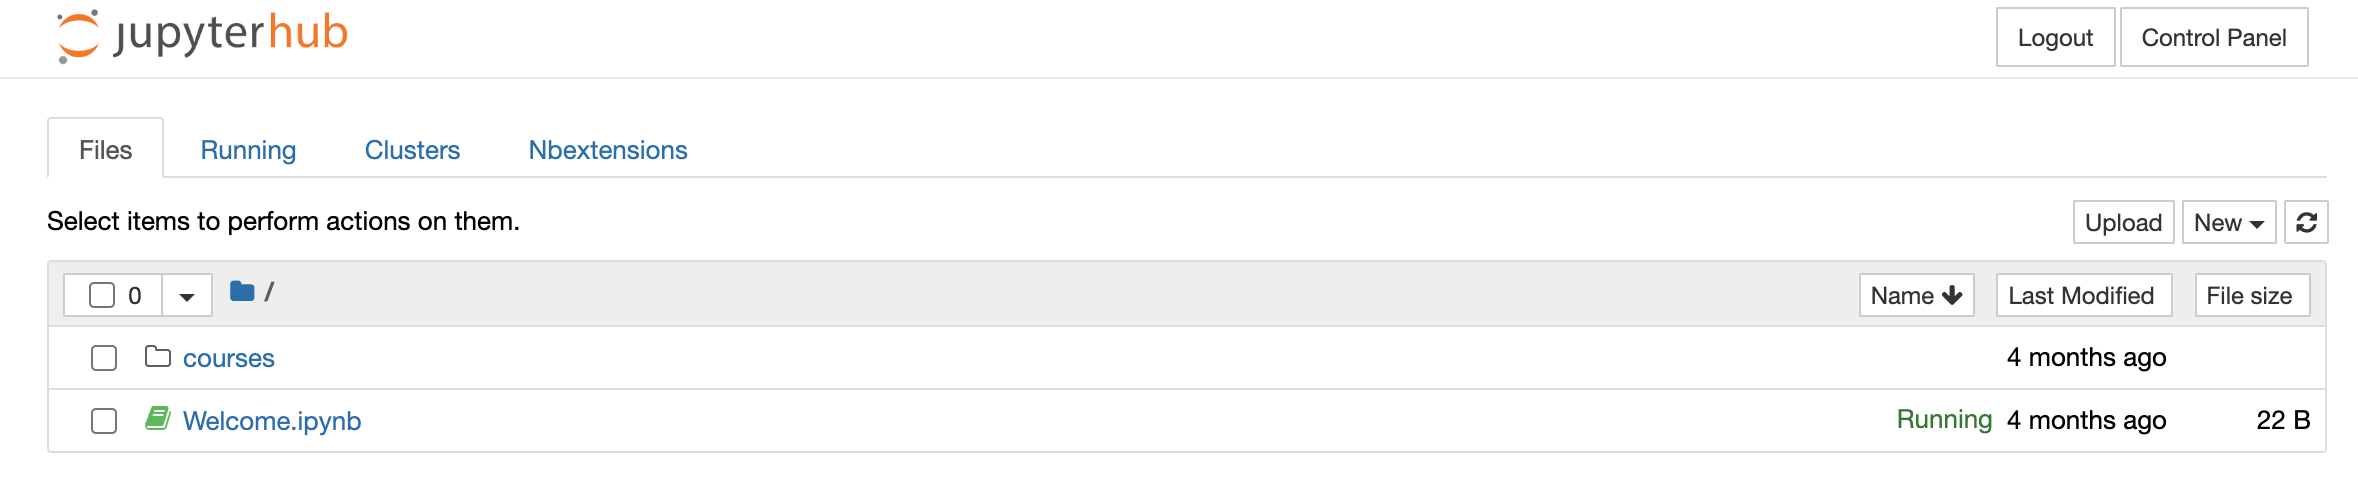 jupyterhub Logout Control Panel
Files Running Clusters Nbextensions
Select items to perform actions on them. Upload New
0 / Name Last Modified File size
courses 4 months ago
Welcome.ipynb Running 4 months ago 22 B